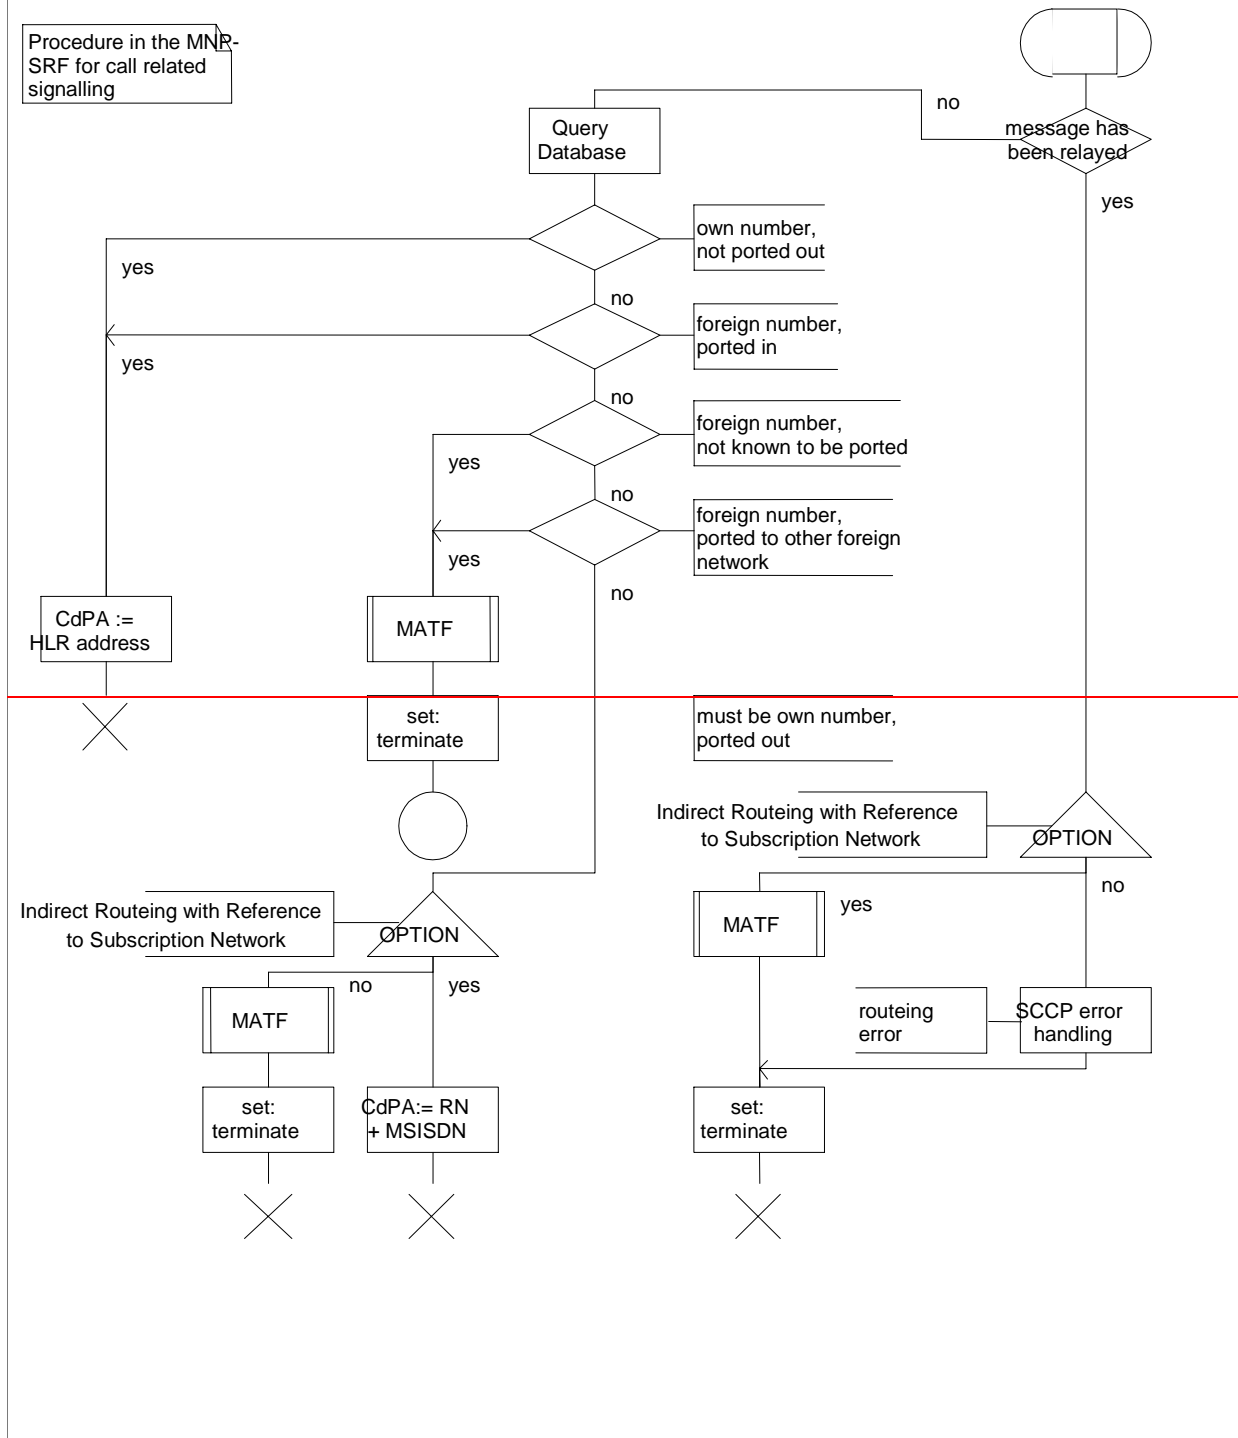 Procedure in the MNP-
SRF for call related
signalling
no
Query
Database
message has
been relayed
yes
own number,
not ported out
yes
no
foreign number,
ported in
yes
no
foreign number,
not known to be ported
yes
no
foreign number,
ported to other foreign
network
yes
no
CdPA :=
HLR address
MATF
set:
terminate
must be own number,
ported out
Indirect Routeing with Reference
to Subscription Network
OPTION
no
yes
MATF
Indirect Routeing with Reference
to Subscription Network
OPTION
no
yes
MATF
routeing
error
SCCP error
handling
set:
terminate
CdPA:= RN
+ MSISDN
set:
terminate